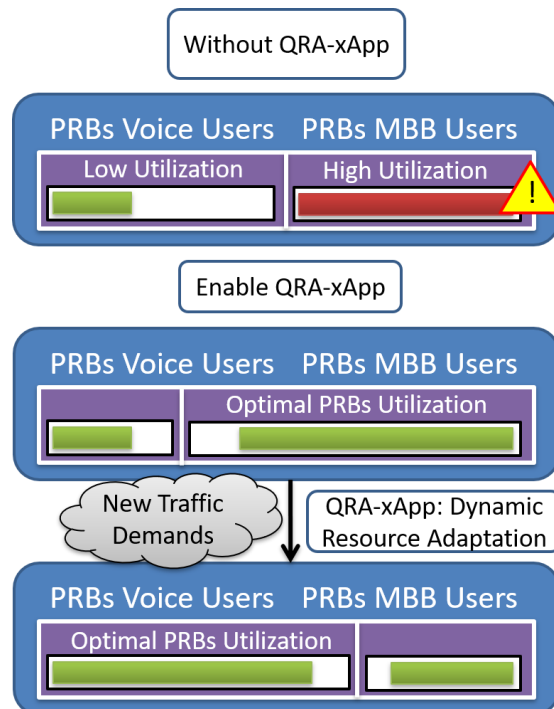 Without QRA-xApp
PRBs Voice Users PRBs MBB Users
Low Utilization High Utilization
!
Enable QRA-xApp
PRBs Voice Users PRBs MBB Users
Optimal PRBs Utilization
New Traffic
Demands
QRA-xApp: Dynamic
Resource Adaptation
PRBs Voice Users PRBs MBB Users
Optimal PRBs Utilization